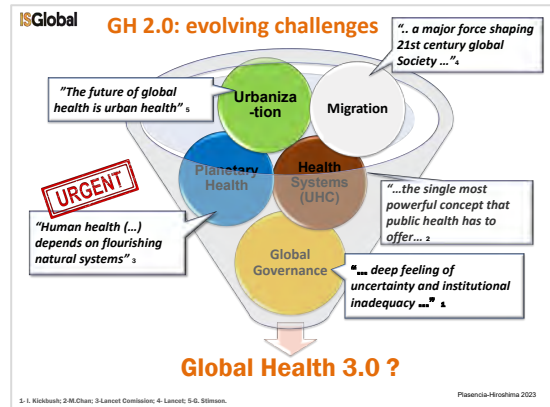 ISGlobal
GH 2.0: evolving challenges
“.. a major force shaping
21st century global
Society …”4
”The future of global
health is urban health” 5
Urbaniza
-tion
Migration
Planetary
Health
Health
Systems
(UHC)
URGENT
“…the single most
powerful concept that
public health has to
offer… 2
“Human health (…)
depends on flourishing
natural systems” 3
Global
Governance
“… deep feeling of
uncertainty and institutional
inadequacy …” 1
Global Health 3.0 ?
Plasencia-Hiroshima 2023
1- I. Kickbush; 2-M.Chan; 3-Lancet Comission; 4- Lancet; 5-G. Stimson.